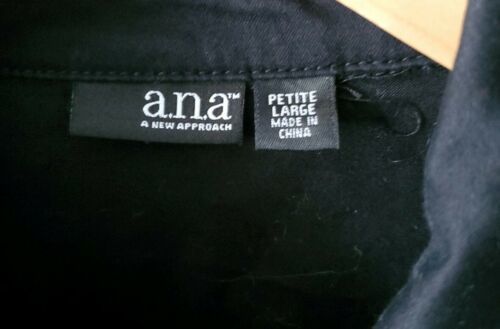 a.n.a™
A NEW APPROACH
PETITE
LARGE
MADE IN
CHINA